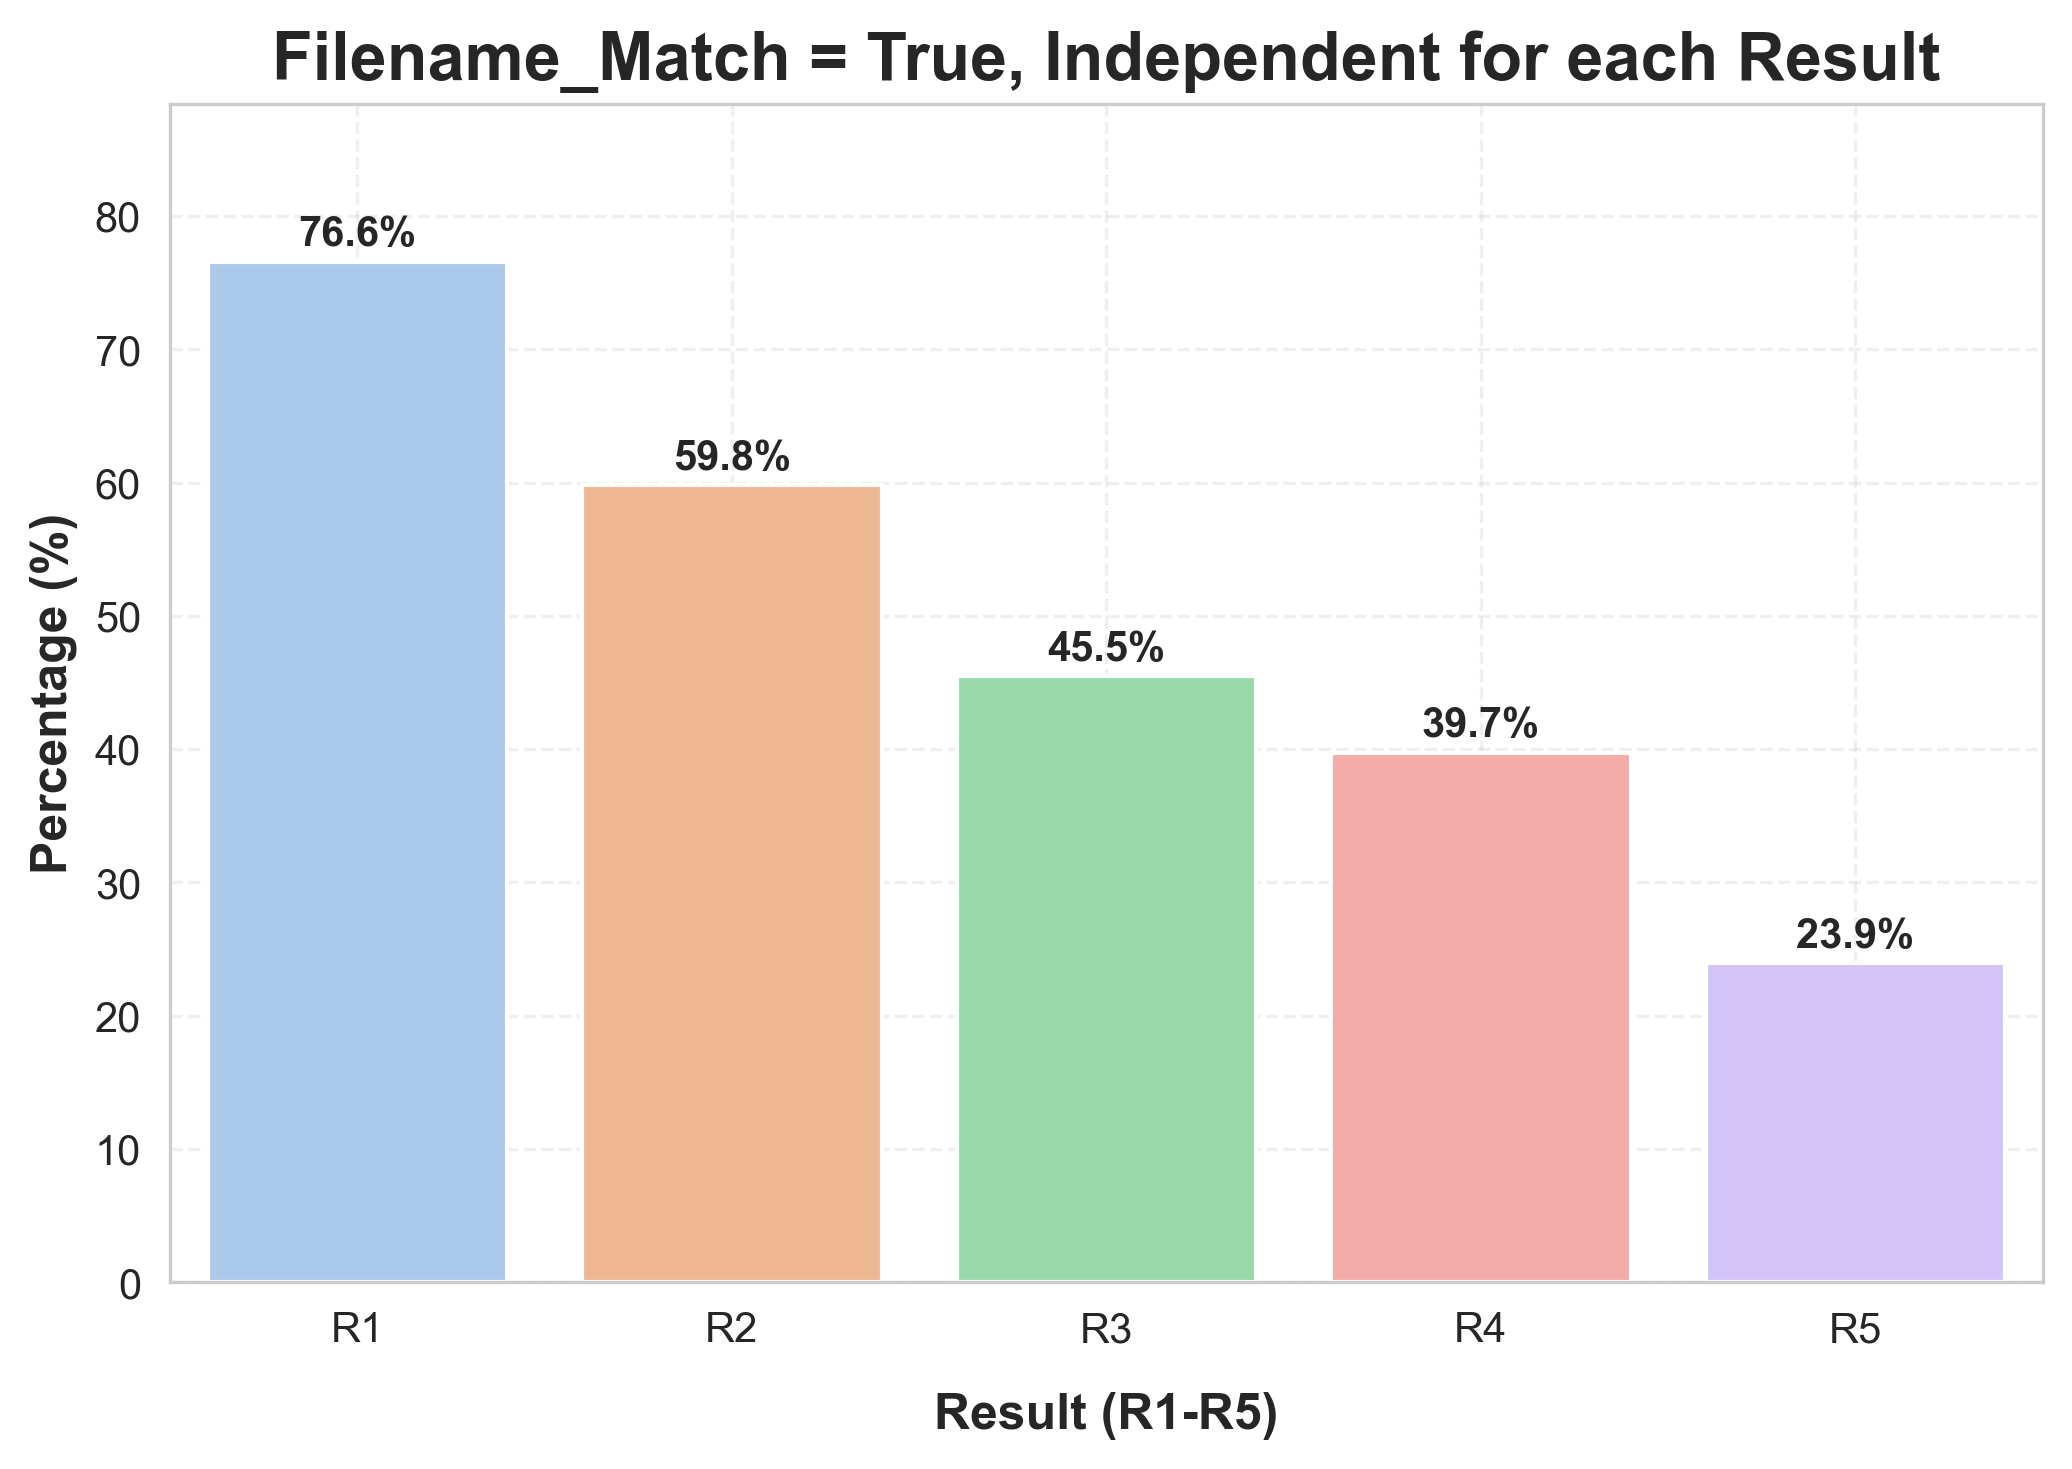 Filename_Match = True, Independent for each Result
Percentage (%)
80
70
60
50
40
30
20
10
0
76.6%
59.8%
45.5%
39.7%
23.9%
R1
R2
R3
R4
R5
Result (R1-R5)